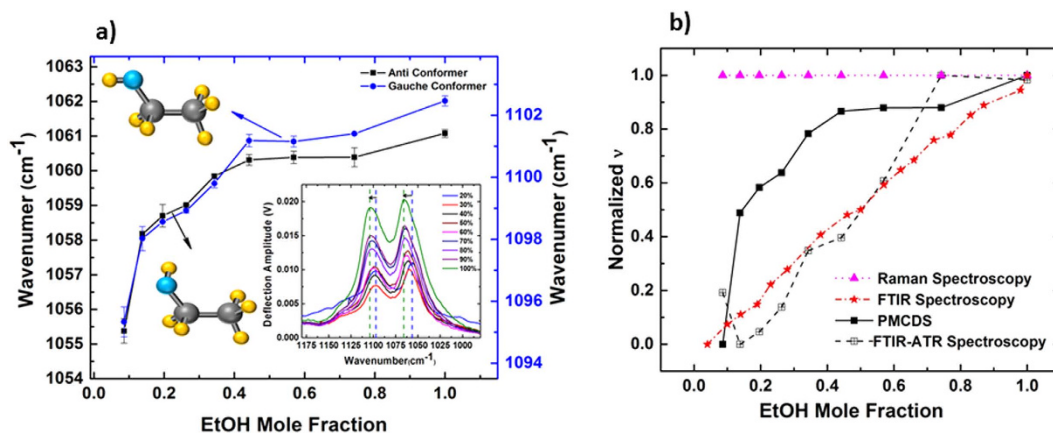 a)
1063
1062
1061
1060
1059
1058
1057
1056
1055
1054
Wavenumer (cm-1)
Anti Conformer
Gauche Conformer
1102
1100
1098
1096
1094
Wavenumer (cm-1)
0.0 0.2 0.4 0.6 0.8 1.0
EtOH Mole Fraction
0.020
0.015
0.010
0.005
0.000
Deflection Amplitude (V)
20%
30%
40%
50%
60%
70%
80%
90%
100%
1175 1150 1125 1100 1075 1050 1025 1000
Wavenumber(cm-1)
b)
1.0
0.8
0.6
0.4
0.2
0.0
Normalized ν
Raman Spectroscopy
FTIR Spectroscopy
PMCDS
FTIR-ATR Spectroscopy
0.0 0.2 0.4 0.6 0.8 1.0
EtOH Mole Fraction